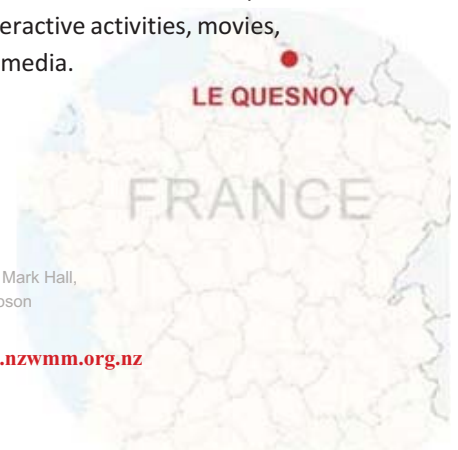 eractive activities, movies,
media.
LE QUESNOY
FRANCE
Mark Hall,
.nzwmm.org.nz